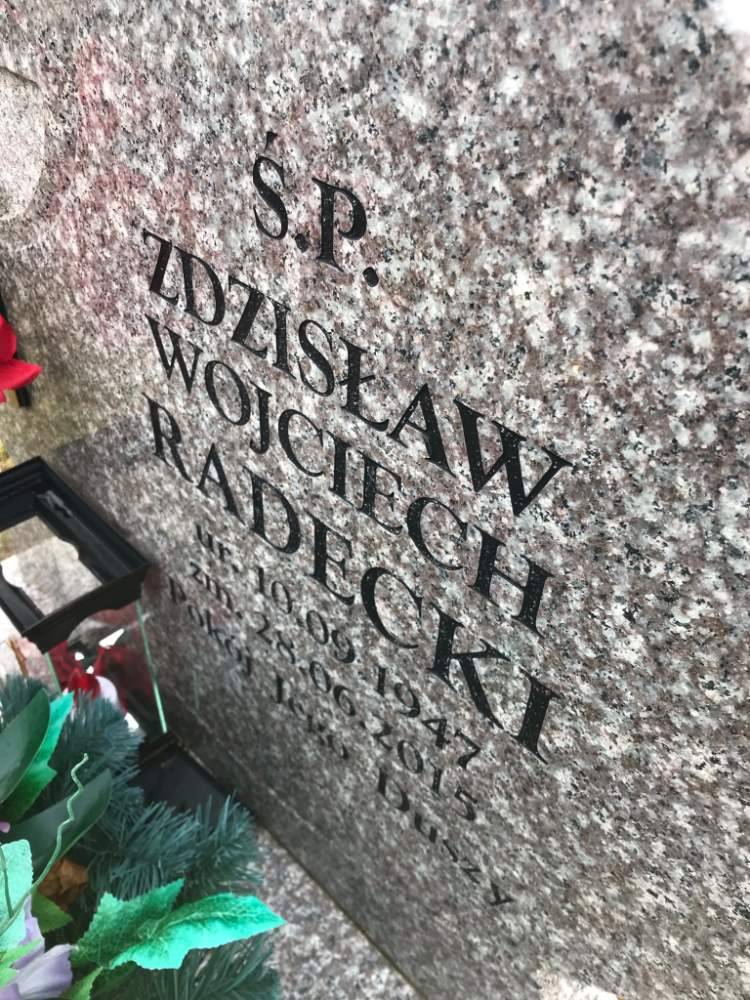 Ś.P.
ZDZISŁAW
WOJCIECH
RADECKI
ur. 10.09.1947
zm. 28.06.2015
Pokój Jego Duszy